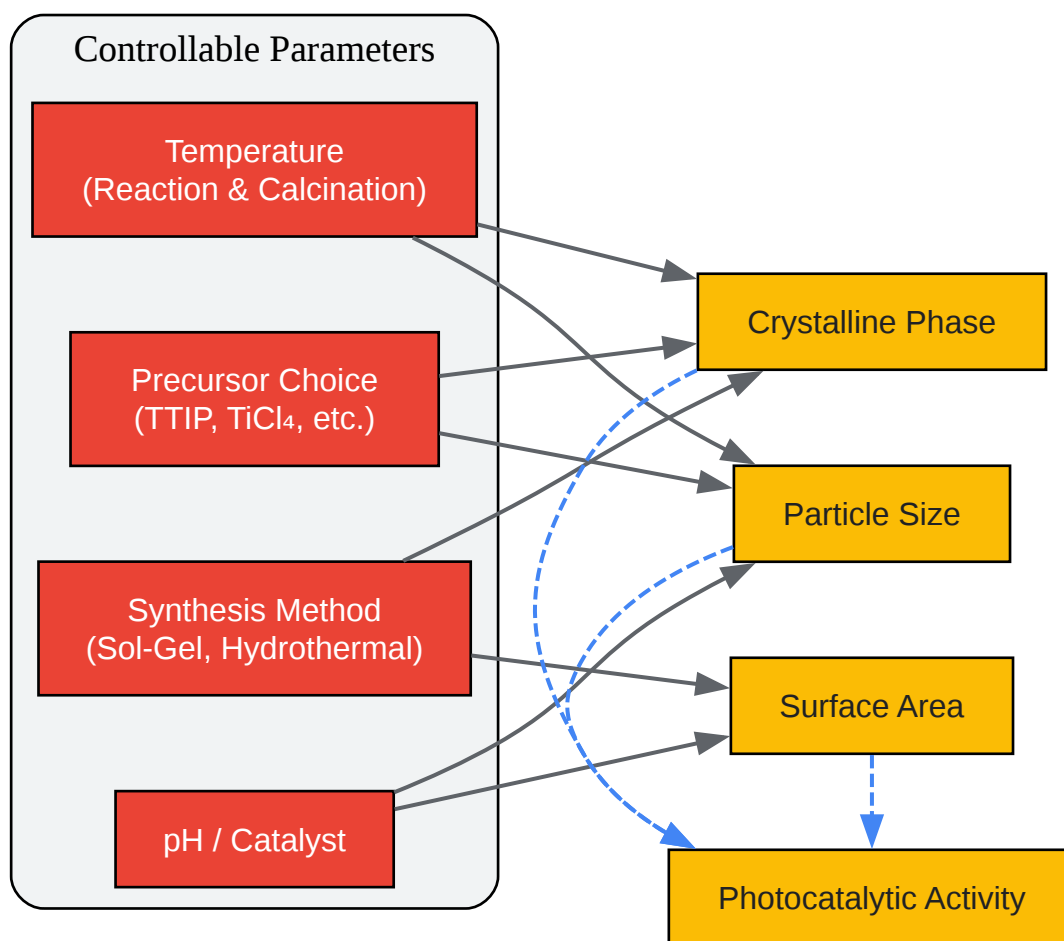 Controllable Parameters
Temperature
(Reaction & Calcination)
Precursor Choice
(TTIP, TiCl₄, etc.)
Synthesis Method
(Sol-Gel, Hydrothermal)
pH / Catalyst
Crystalline Phase
Particle Size
Surface Area
Photocatalytic Activity